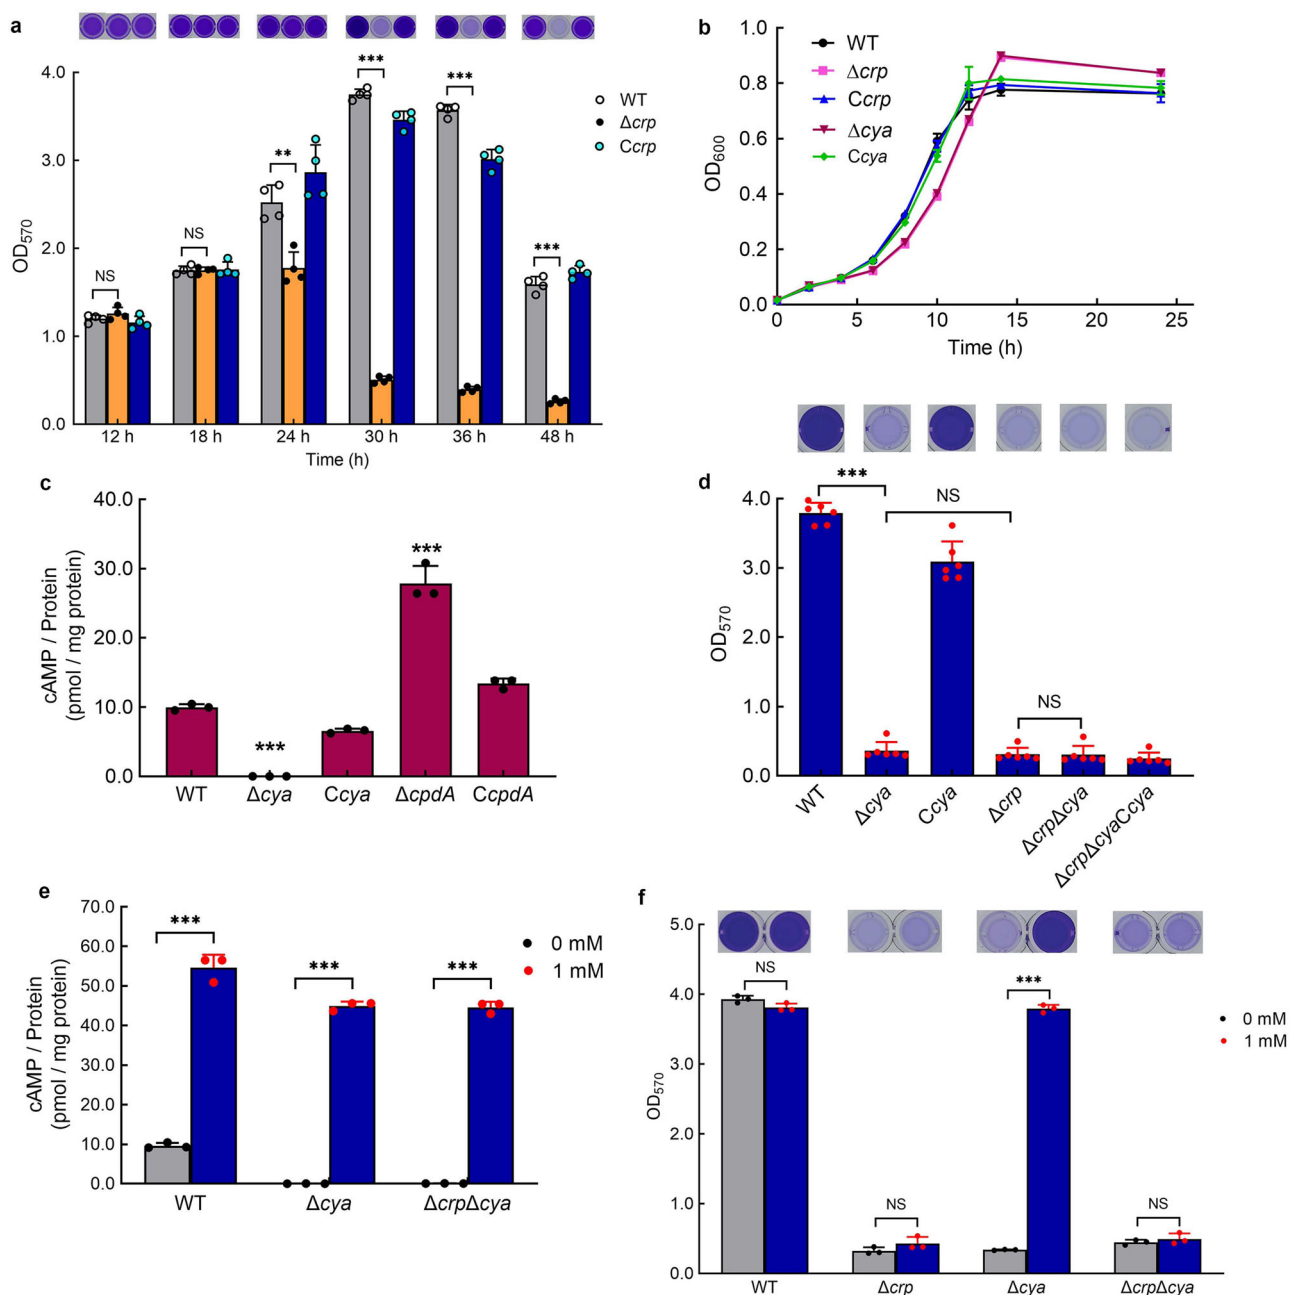 a
***
***
4.0
WT
Δcrp
Ccrp
3.0
**
OD570
NS
2.0
***
NS
1.0
0.0
12 h 18 h 24 h 30 h 36 h 48 h
Time (h)
b
1.0
WT
Δcrp
Ccrp
Δcya
Ccya
0.8
0.6
OD600
0.4
0.2
0.0
0 5 10 15 20 25
Time (h)
c
40.0
***
30.0
cAMP / Protein
(pmol / mg protein)
20.0
10.0
***
0.0
WT Δcya Ccya ΔcpdA CcpdA
d
***
NS
4.0
3.0
OD570
2.0
1.0
NS
0.0
WT Δcya Ccya Δcrp ΔcrpΔcya ΔcrpΔcyaCcya
e
70.0
***
0 mM
1 mM
60.0
50.0
*** ***
cAMP / Protein
(pmol / mg protein)
40.0
30.0
20.0
10.0
0.0
WT Δcya ΔcrpΔcya
f
5.0
NS
***
4.0
0 mM
1 mM
3.0
OD570
2.0
1.0
NS NS
0.0
WT Δcrp Δcya ΔcrpΔcya